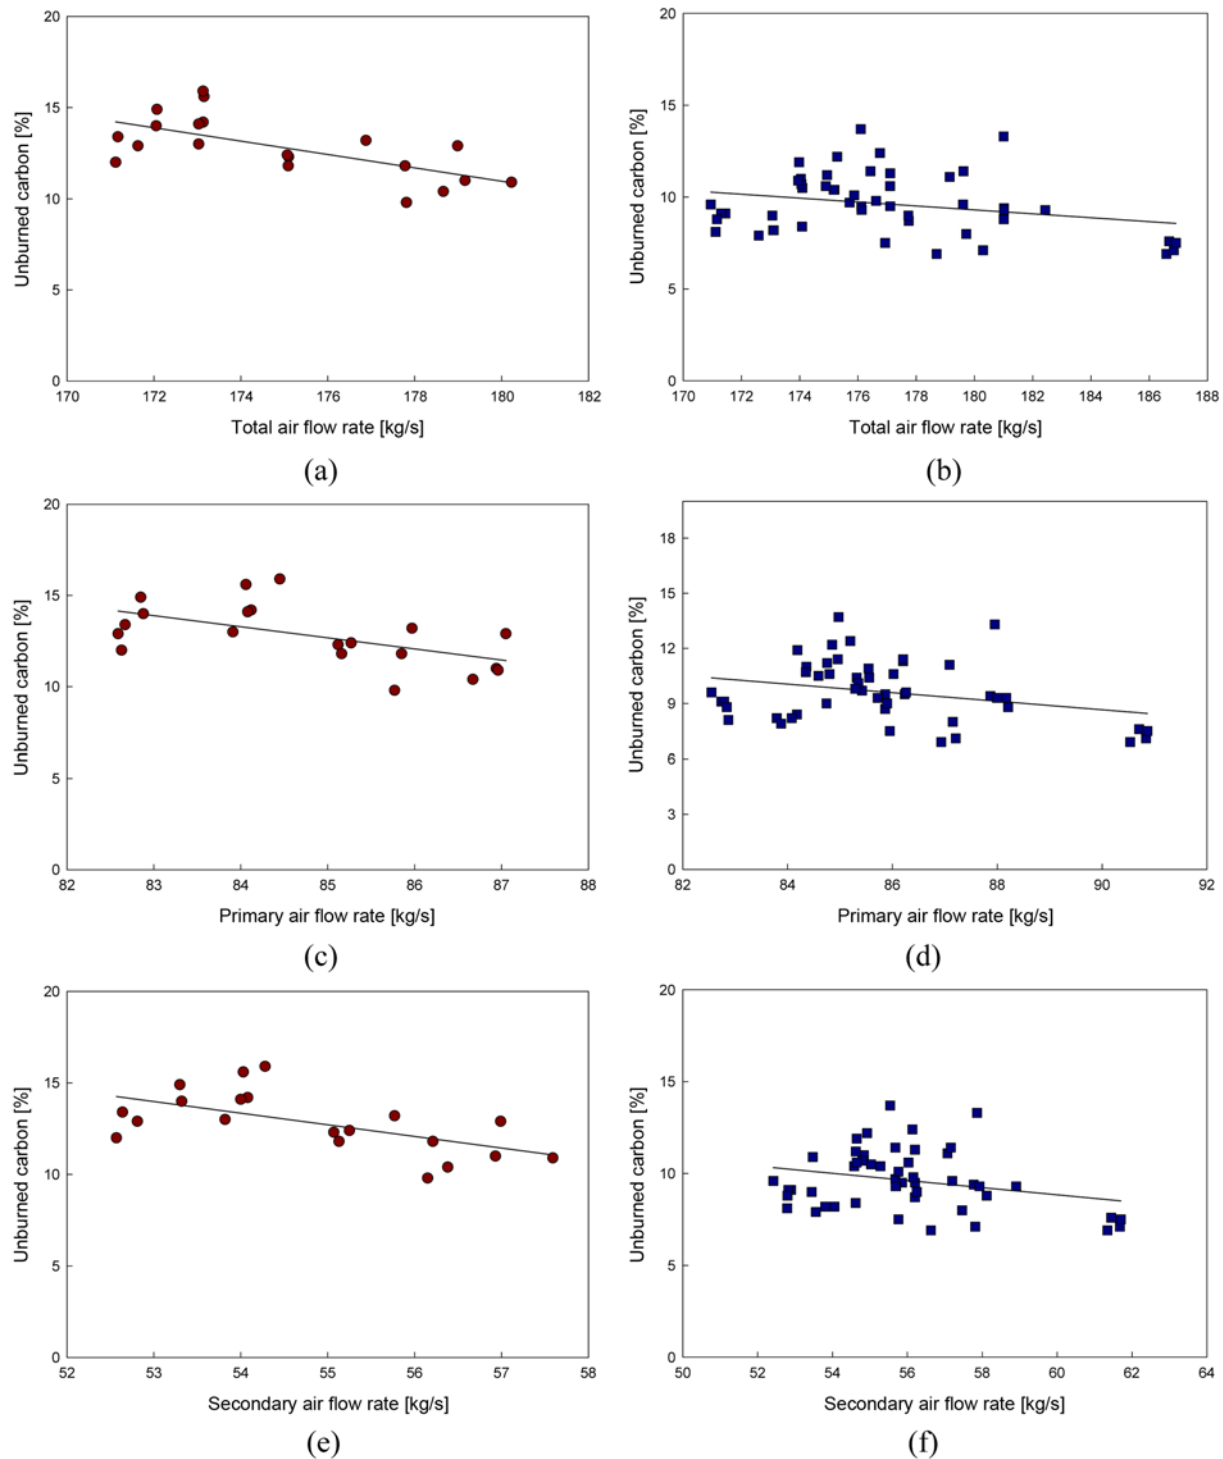 20
15
10
5
0
Unburned carbon [%]
170 172 174 176 178 180 182
Total air flow rate [kg/s]
(a)
20
15
10
5
0
Unburned carbon [%]
170 172 174 176 178 180 182 184 186 188
Total air flow rate [kg/s]
(b)
20
15
10
5
0
Unburned carbon [%]
82 83 84 85 86 87 88
Primary air flow rate [kg/s]
(c)
18
15
12
9
6
3
0
Unburned carbon [%]
82 84 86 88 90 92
Primary air flow rate [kg/s]
(d)
20
15
10
5
0
Unburned carbon [%]
52 53 54 55 56 57 58
Secondary air flow rate [kg/s]
(e)
20
15
10
5
0
Unburned carbon [%]
50 52 54 56 58 60 62 64
Secondary air flow rate [kg/s]
(f)